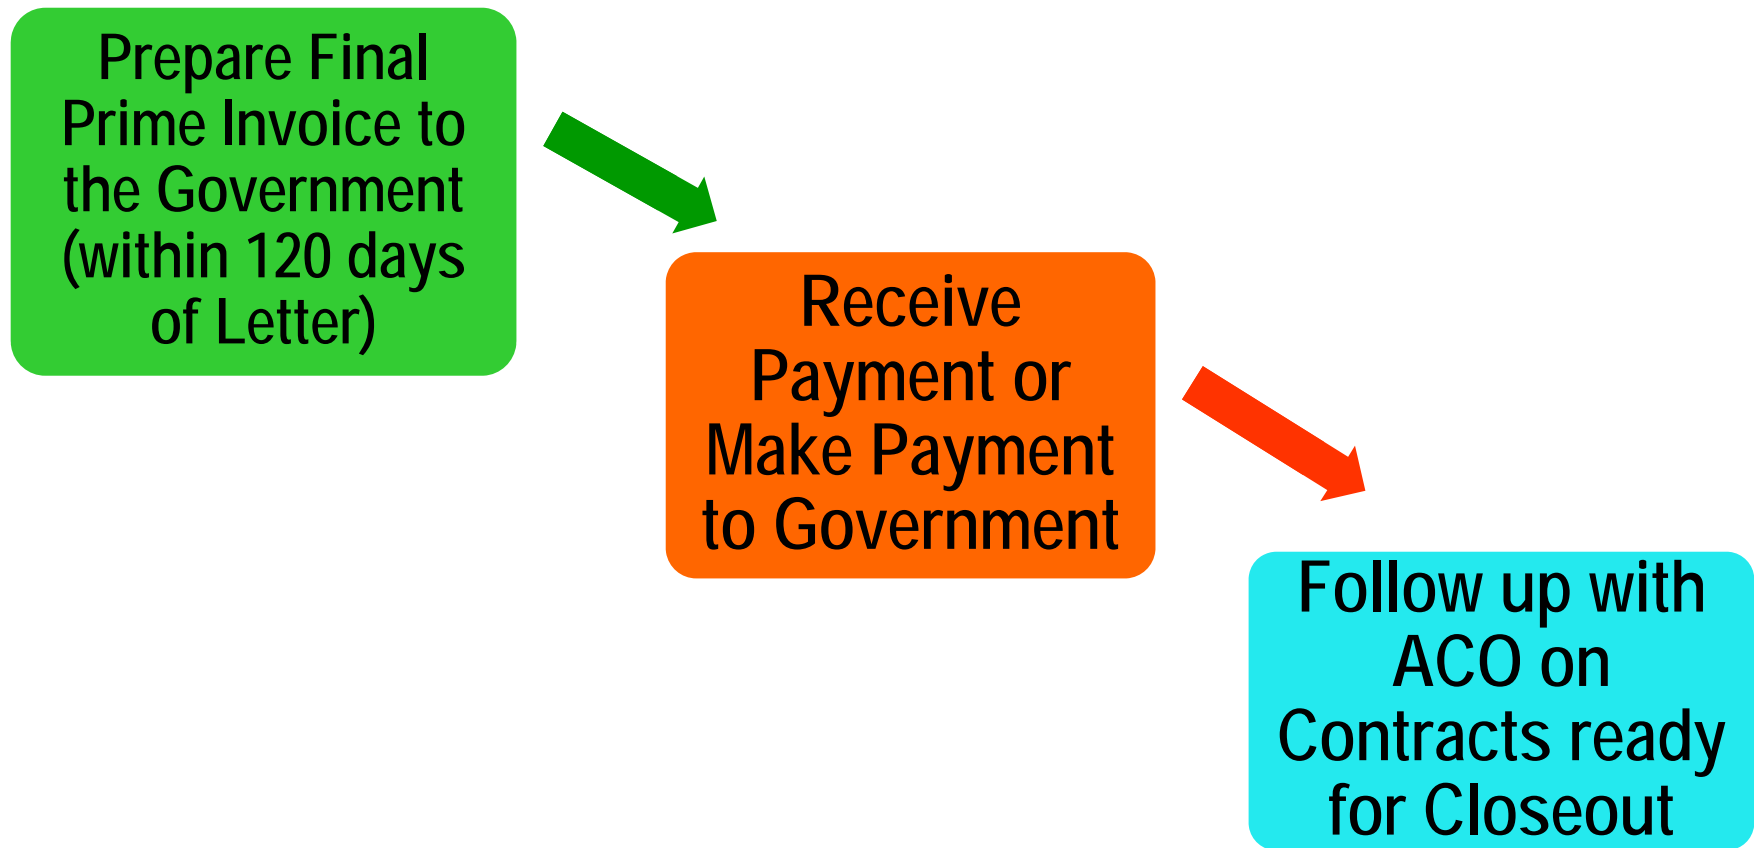 Prepare Final
Prime Invoice to
the Government
(within 120 days
of Letter)
Receive
Payment or
Make Payment
to Government
Follow up with
ACO on
Contracts ready
for Closeout